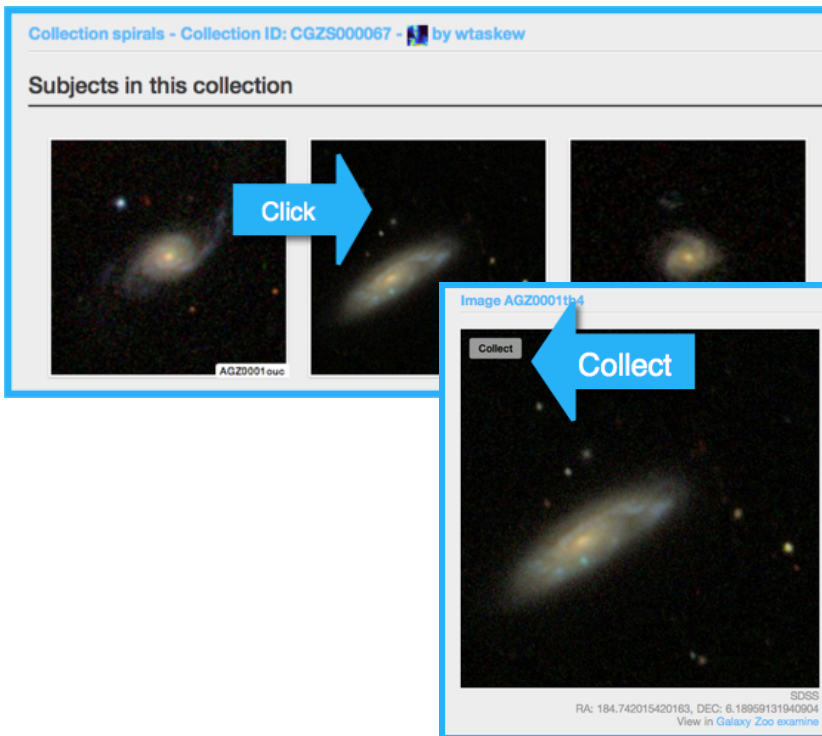 Collection spirals - Collection ID: CGZS000067 - by wtaskew
Subjects in this collection
Click
AGZ0001ouc
Image AGZ0001tb4
Collect
Collect
SDSS
RA: 184.742015420163, DEC: 6.18959131940904
View in Galaxy Zoo examine